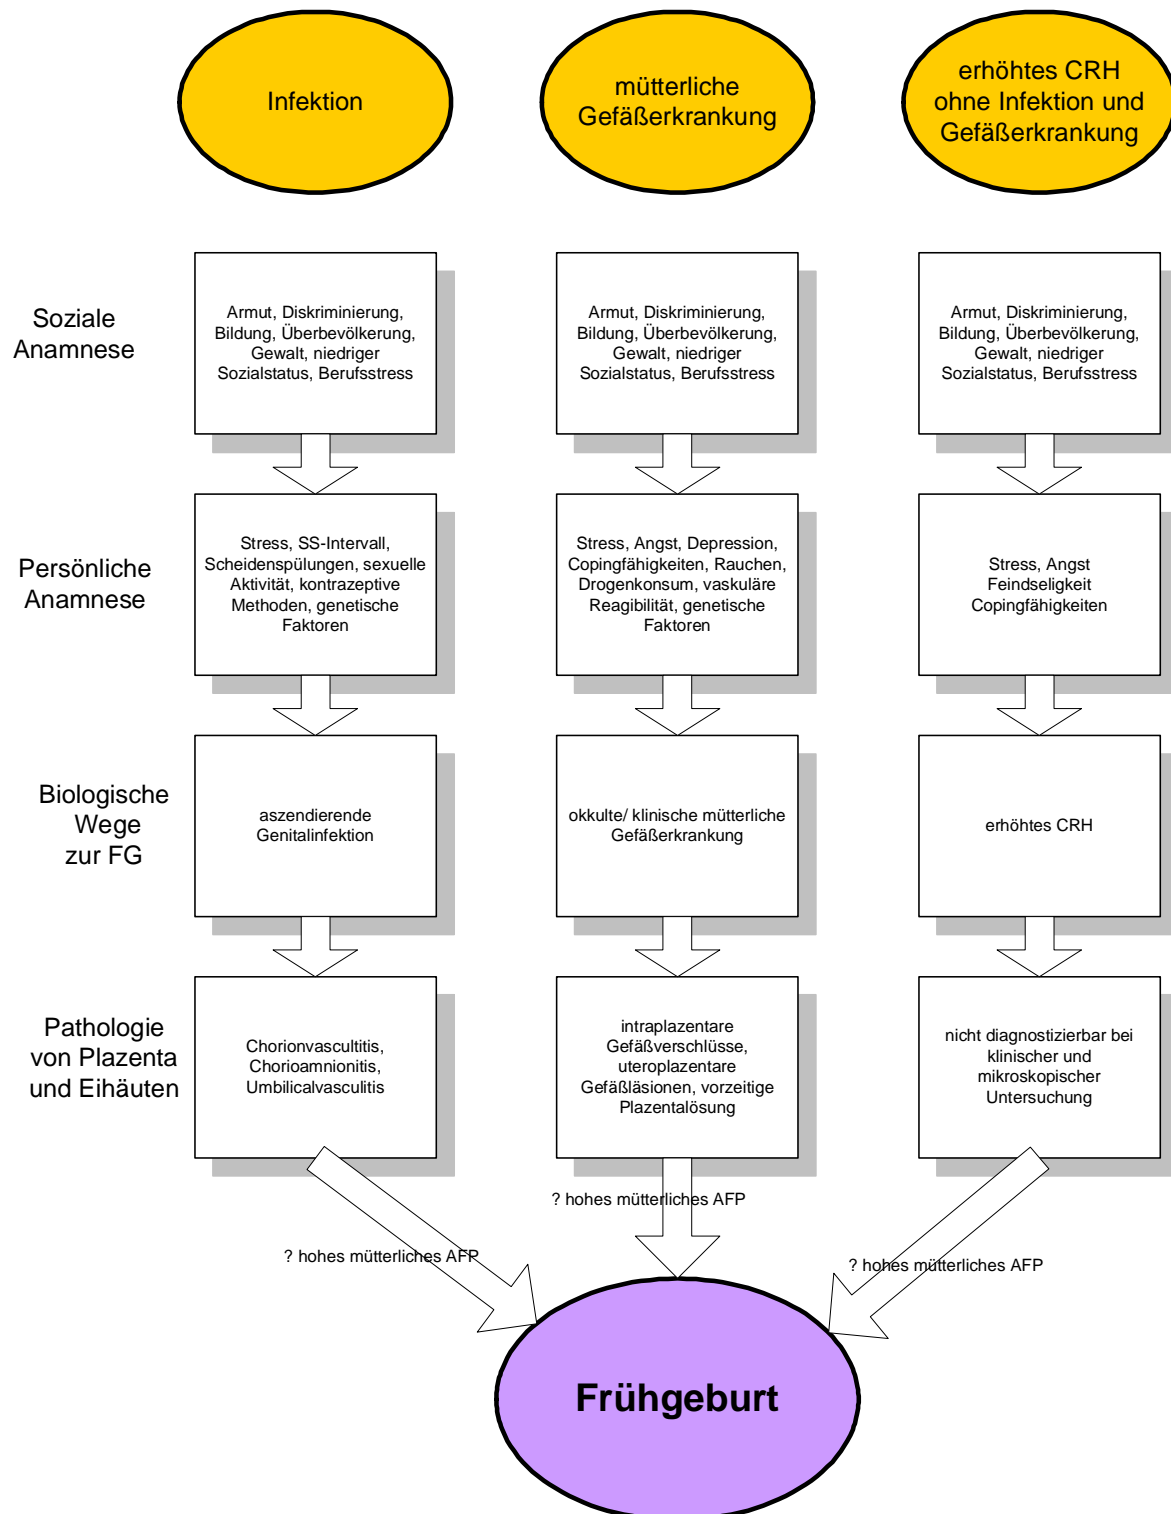 Infektion
mütterliche
Gefäßerkrankung
erhöhtes CRH
ohne Infektion und
Gefäßerkrankung
Soziale
Anamnese
Armut, Diskriminierung,
Bildung, Überbevölkerung,
Gewalt, niedriger
Sozialstatus, Berufsstress
Armut, Diskriminierung,
Bildung, Überbevölkerung,
Gewalt, niedriger
Sozialstatus, Berufsstress
Armut, Diskriminierung,
Bildung, Überbevölkerung,
Gewalt, niedriger
Sozialstatus, Berufsstress
Persönliche
Anamnese
Stress, SS-Intervall,
Scheidenspülungen, sexuelle
Aktivität, kontrazeptive
Methoden, genetische
Faktoren
Stress, Angst, Depression,
Copingfähigkeiten, Rauchen,
Drogenkonsum, vaskuläre
Reagibilität, genetische
Faktoren
Stress, Angst
Feindseligkeit
Copingfähigkeiten
Biologische
Wege
zur FG
aszendierende
Genitalinfektion
okkulte/ klinische mütterliche
Gefäßerkrankung
erhöhtes CRH
Pathologie
von Plazenta
und Eihäuten
Chorionvascultitis,
Chorioamnionitis,
Umbilicalvasculitis
intraplazentare
Gefäßverschlüsse,
uteroplazentare
Gefäßläsionen, vorzeitige
Plazentalösung
nicht diagnostizierbar bei
klinischer und
mikroskopischer
Untersuchung
? hohes mütterliches AFP
? hohes mütterliches AFP
? hohes mütterliches AFP
Frühgeburt